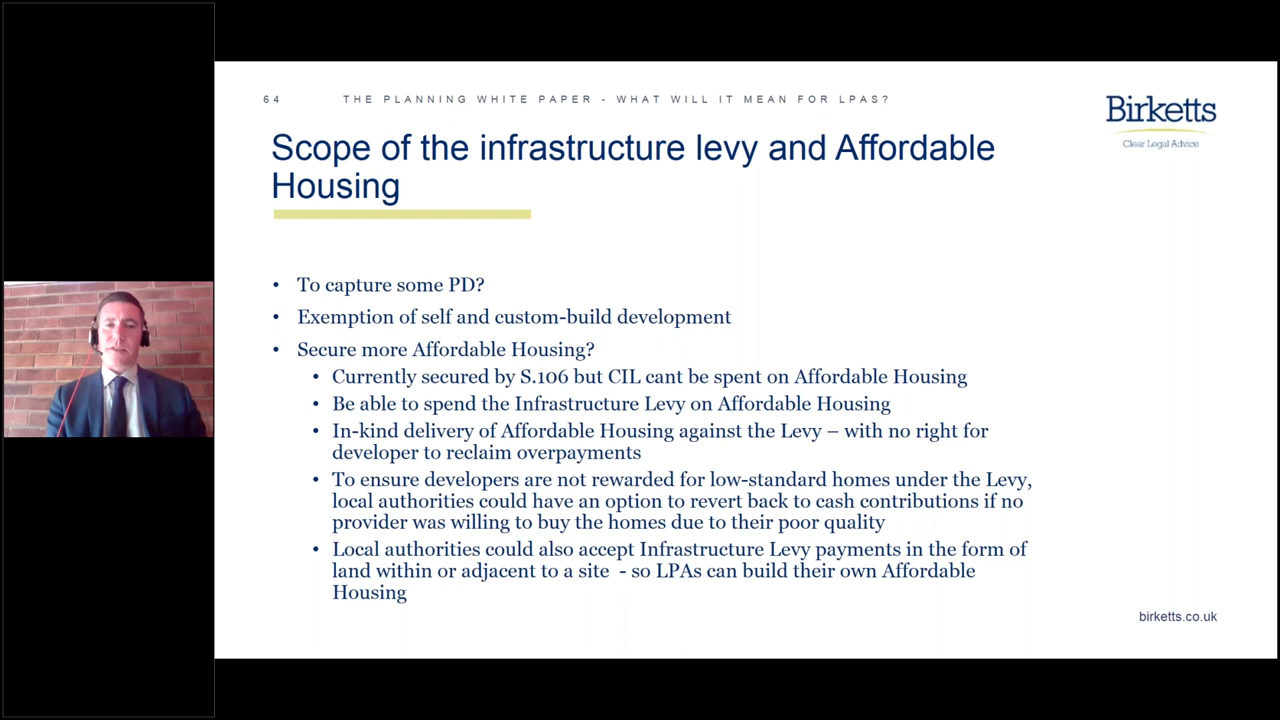 64 THE PLANNING WHITE PAPER - WHAT WILL IT MEAN FOR LPAS?
Birketts
Clear Legal Advice
Scope of the infrastructure levy and Affordable
Housing
• To capture some PD?
• Exemption of self and custom-build development
• Secure more Affordable Housing?
• Currently secured by S.106 but CIL cant be spent on Affordable Housing
• Be able to spend the Infrastructure Levy on Affordable Housing
• In-kind delivery of Affordable Housing against the Levy – with no right for
developer to reclaim overpayments
• To ensure developers are not rewarded for low-standard homes under the Levy,
local authorities could have an option to revert back to cash contributions if no
provider was willing to buy the homes due to their poor quality
• Local authorities could also accept Infrastructure Levy payments in the form of
land within or adjacent to a site - so LPAs can build their own Affordable
Housing
birketts.co.uk